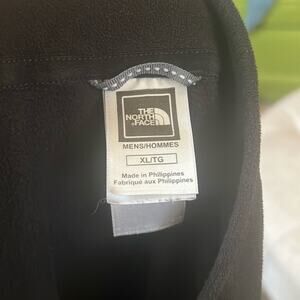 THE
NORTH
FACE
MENS/HOMMES
XL/TG
Made in Philippines
Fabriqué aux Philippines